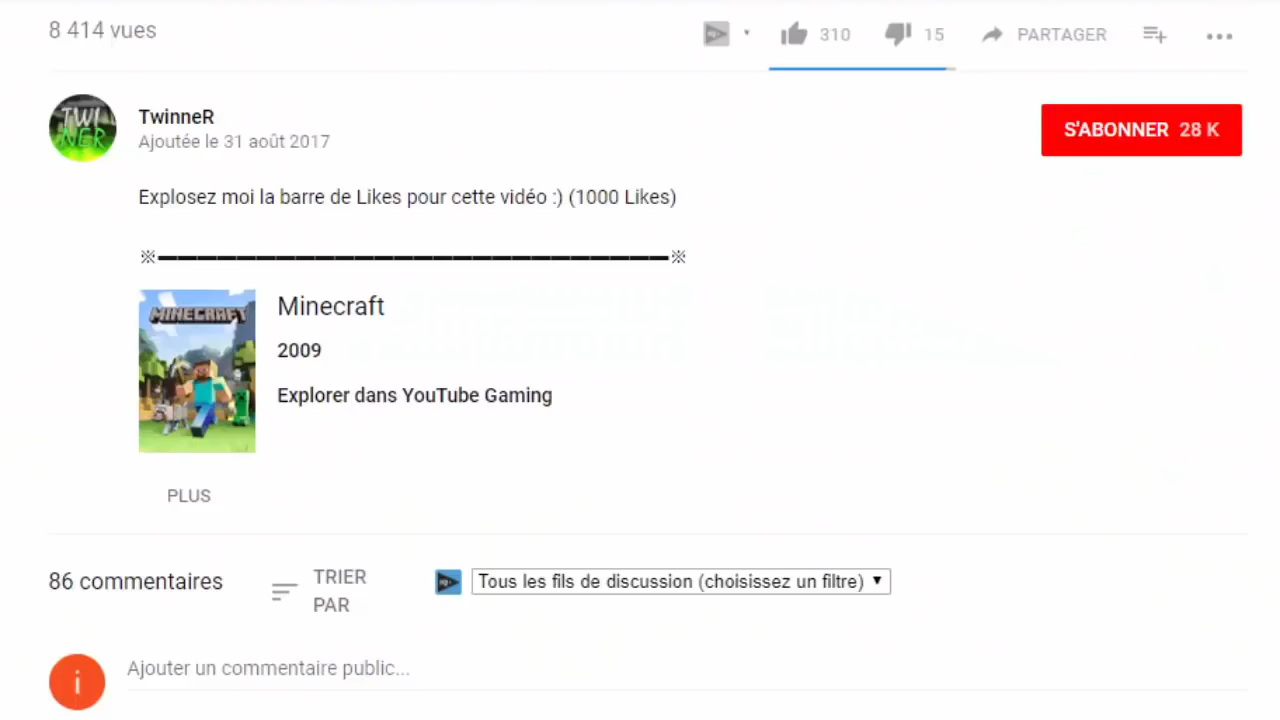 8 414 vues
310
15
PARTAGER
TWI
NER
TwinneR
Ajoutée le 31 août 2017
S'ABONNER 28 K
Explosez moi la barre de Likes pour cette vidéo :) (1000 Likes)
※▬▬▬▬▬▬▬▬▬▬▬▬▬▬▬▬▬▬▬▬▬▬▬▬▬▬※
MINECRAFT
Minecraft
2009
Explorer dans YouTube Gaming
PLUS
86 commentaires
TRIER
PAR
Tous les fils de discussion (choisissez un filtre)
i
Ajouter un commentaire public...